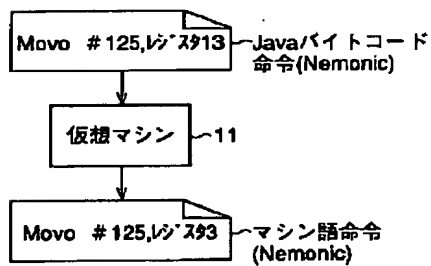 Movo #125,ﾚｼﾞｽﾀ13
Javaバイトコード
命令(Nemonic)
仮想マシン
11
Movo #125,ﾚｼﾞｽﾀ3
マシン語命令
(Nemonic)